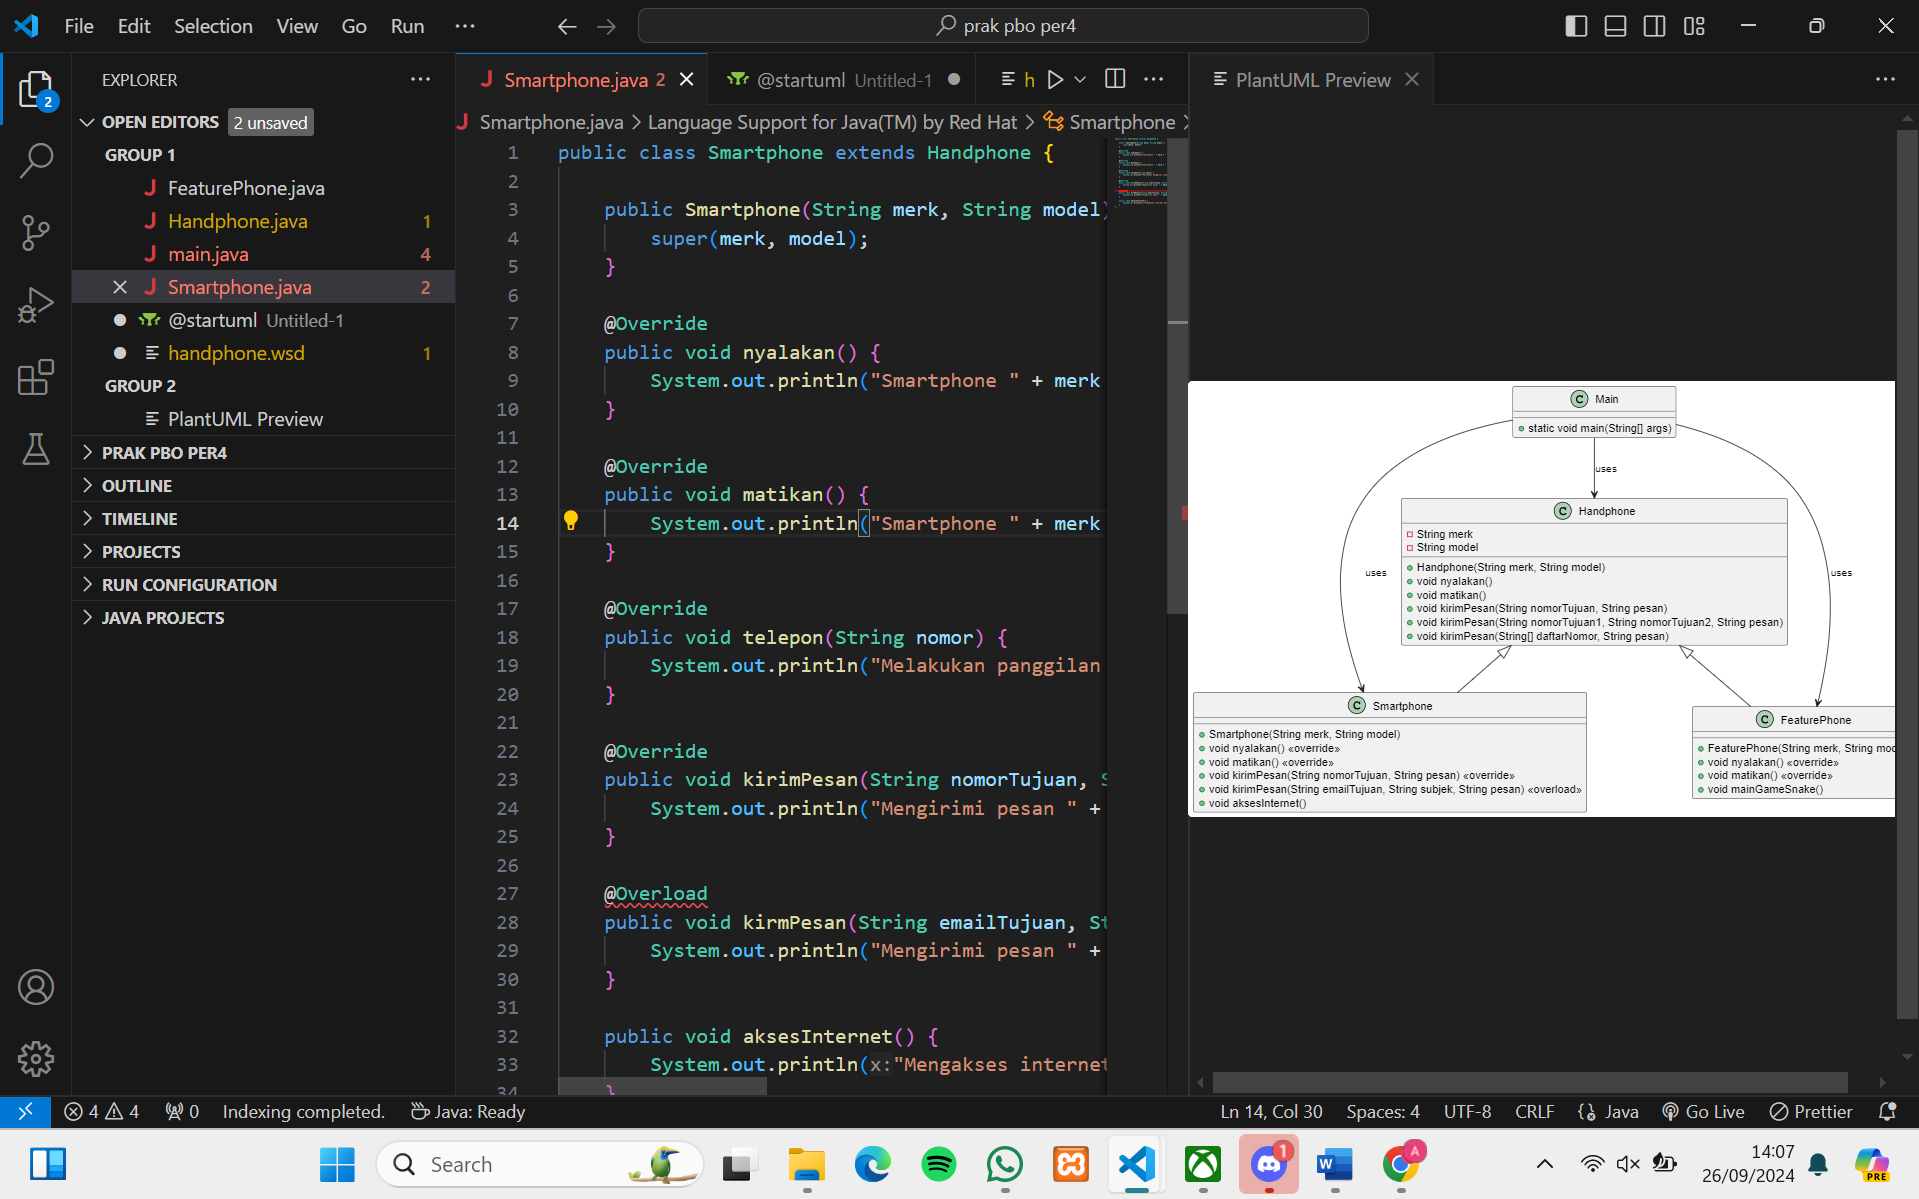 File Edit Selection View Go Run ··· prak pbo per4
EXPLORER
OPEN EDITORS 2 unsaved
GROUP 1
FeaturePhone.java
Handphone.java 1
main.java 4
Smartphone.java 2
@startuml Untitled-1
handphone.wsd 1
GROUP 2
PlantUML Preview
PRAK PBO PER4
OUTLINE
TIMELINE
PROJECTS
RUN CONFIGURATION
JAVA PROJECTS
2
Smartphone.java 2 @startuml Untitled-1 h
Smartphone.java > Language Support for Java(TM) by Red Hat > Smartphone >
1 public class Smartphone extends Handphone {
2
3 public Smartphone(String merk, String model)
4 super(merk, model);
5 }
6
7 @Override
8 public void nyalakan() {
9 System.out.println("Smartphone " + merk
10 }
11
12 @Override
13 public void matikan() {
14 System.out.println("Smartphone " + merk
15 }
16
17 @Override
18 public void telepon(String nomor) {
19 System.out.println("Melakukan panggilan
20 }
21
22 @Override
23 public void kirimPesan(String nomorTujuan, S
24 System.out.println("Mengirimi pesan " +
25 }
26
27 @Overload
28 public void kirmPesan(String emailTujuan, St
29 System.out.println("Mengirimi pesan " +
30 }
31
32 public void aksesInternet() {
33 System.out.println(x:"Mengakses internet
34 }
PlantUML Preview
C Main
static void main(String[] args)
uses
C Handphone
String merk
String model
Handphone(String merk, String model)
void nyalakan()
void matikan()
void kirimPesan(String nomorTujuan, String pesan)
void kirimPesan(String nomorTujuan1, String nomorTujuan2, String pesan)
void kirimPesan(String[] daftarNomor, String pesan)
uses
uses
C Smartphone
Smartphone(String merk, String model)
void nyalakan() «override»
void matikan() «override»
void kirimPesan(String nomorTujuan, String pesan) «override»
void kirimPesan(String emailTujuan, String subjek, String pesan) «overload»
void aksesInternet()
C FeaturePhone
FeaturePhone(String merk, String mod
void nyalakan() «override»
void matikan() «override»
void mainGameSnake()
4 4 0 Indexing completed. Java: Ready Ln 14, Col 30 Spaces: 4 UTF-8 CRLF Java Go Live Prettier
Search
1
W
A
14:07
26/09/2024
PRE